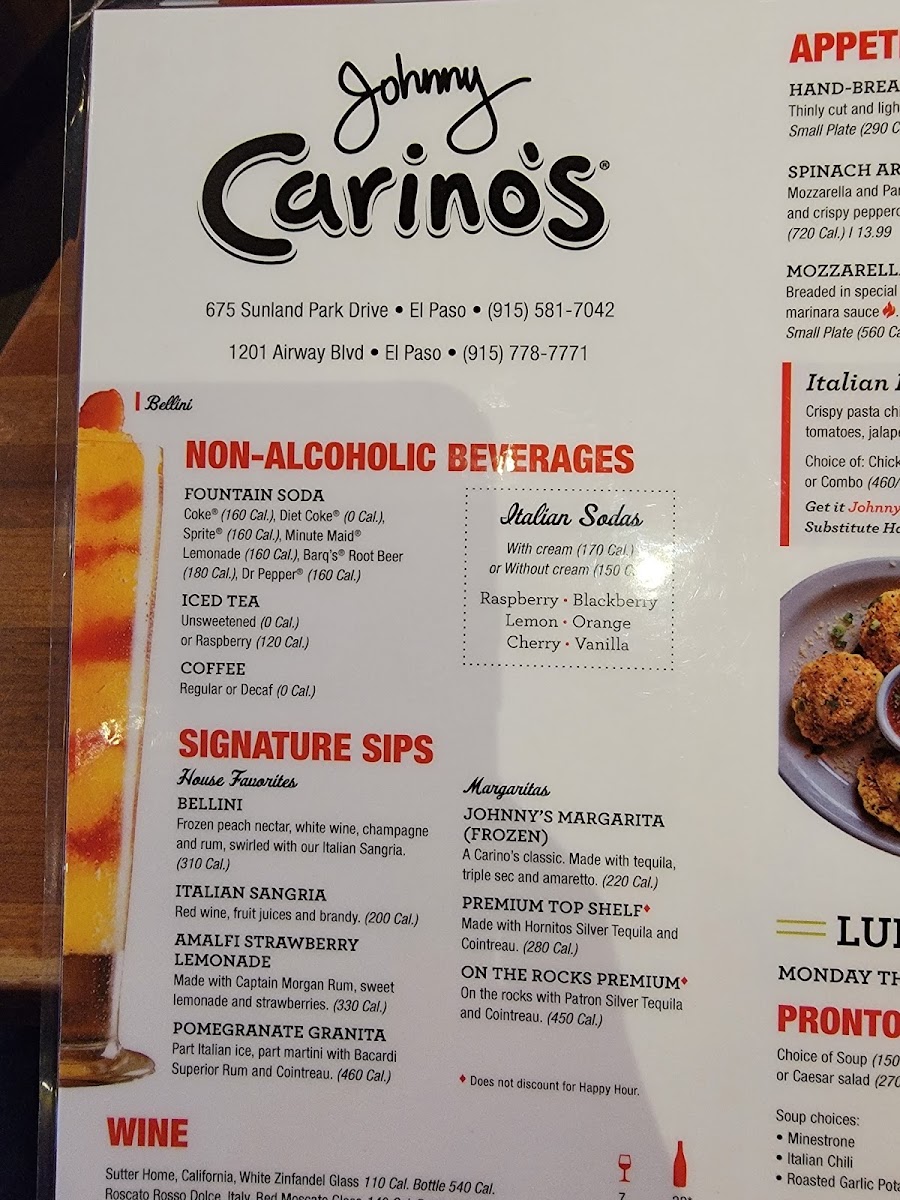 Johnny
Carino's®
675 Sunland Park Drive • El Paso • (915) 581-7042
1201 Airway Blvd • El Paso • (915) 778-7771
Bellini
NON-ALCOHOLIC BEVERAGES
FOUNTAIN SODA
Coke® (160 Cal.), Diet Coke® (0 Cal.),
Sprite® (160 Cal.), Minute Maid®
Lemonade (160 Cal.), Barq's® Root Beer
(180 Cal.), Dr Pepper® (160 Cal.)
ICED TEA
Unsweetened (0 Cal.)
or Raspberry (120 Cal.)
COFFEE
Regular or Decaf (0 Cal.)
Italian Sodas
With cream (170 Cal.)
or Without cream (150 C
Raspberry • Blackberry
Lemon • Orange
Cherry • Vanilla
SIGNATURE SIPS
House Favorites
BELLINI
Frozen peach nectar, white wine, champagne
and rum, swirled with our Italian Sangria.
(310 Cal.)
ITALIAN SANGRIA
Red wine, fruit juices and brandy. (200 Cal.)
AMALFI STRAWBERRY
LEMONADE
Made with Captain Morgan Rum, sweet
lemonade and strawberries. (330 Cal.)
POMEGRANATE GRANITA
Part Italian ice, part martini with Bacardi
Superior Rum and Cointreau. (460 Cal.)
Margaritas
JOHNNY'S MARGARITA
(FROZEN)
A Carino's classic. Made with tequila,
triple sec and amaretto. (220 Cal.)
PREMIUM TOP SHELF♦
Made with Hornitos Silver Tequila and
Cointreau. (280 Cal.)
ON THE ROCKS PREMIUM♦
On the rocks with Patron Silver Tequila
and Cointreau. (450 Cal.)
♦ Does not discount for Happy Hour.
WINE
Sutter Home, California, White Zinfandel Glass 110 Cal. Bottle 540 Cal.
Roscato Rosso Dolce, Italy, Red Moscato Glass
7
APPET
HAND-BREA
Thinly cut and ligh
Small Plate (290 C
SPINACH AR
Mozzarella and Par
and crispy pepperc
(720 Cal.) | 13.99
MOZZARELL
Breaded in special
marinara sauce
Small Plate (560 Ca
Italian
Crispy pasta ch
tomatoes, jalap
Choice of: Chick
or Combo (460/
Get it Johnny
Substitute Ho
LU
MONDAY TH
PRONTO
Choice of Soup (150
or Caesar salad (270
Soup choices:
• Minestrone
• Italian Chili
• Roasted Garlic Pota